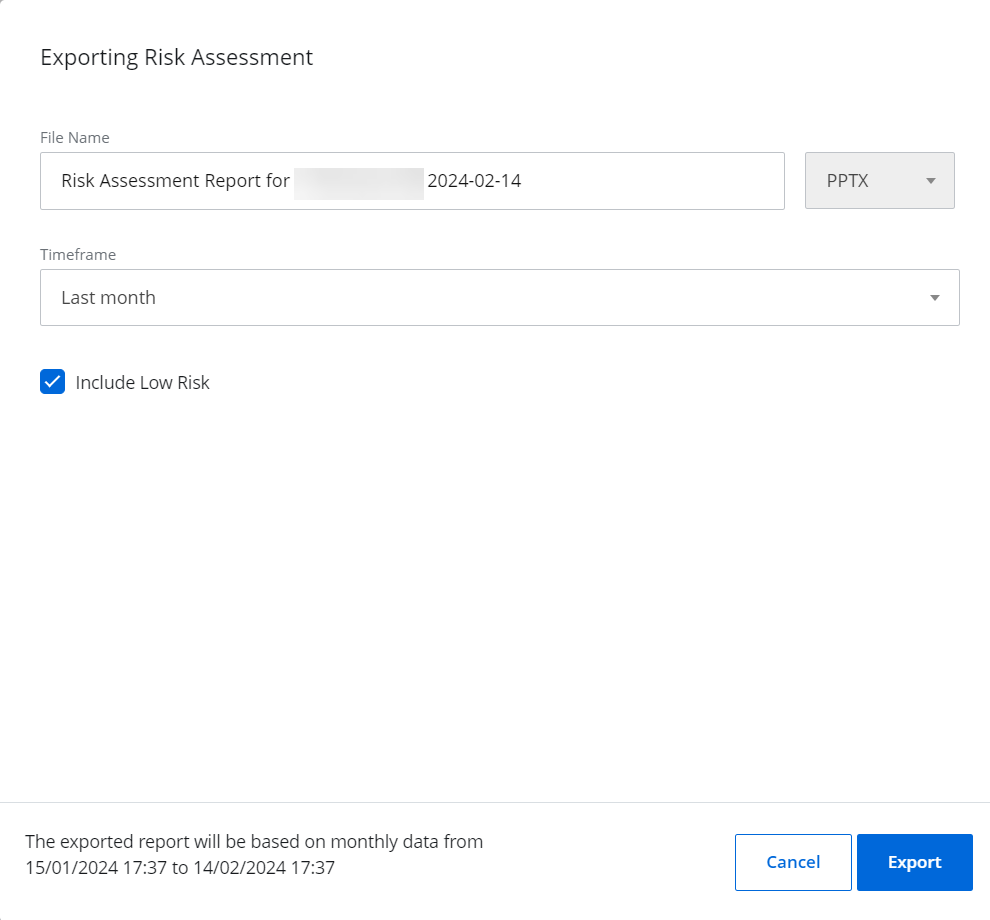 Exporting Risk Assessment
File Name
Risk Assessment Report for 2024-02-14
PPTX
Timeframe
Last month
Include Low Risk
The exported report will be based on monthly data from
15/01/2024 17:37 to 14/02/2024 17:37
Cancel
Export